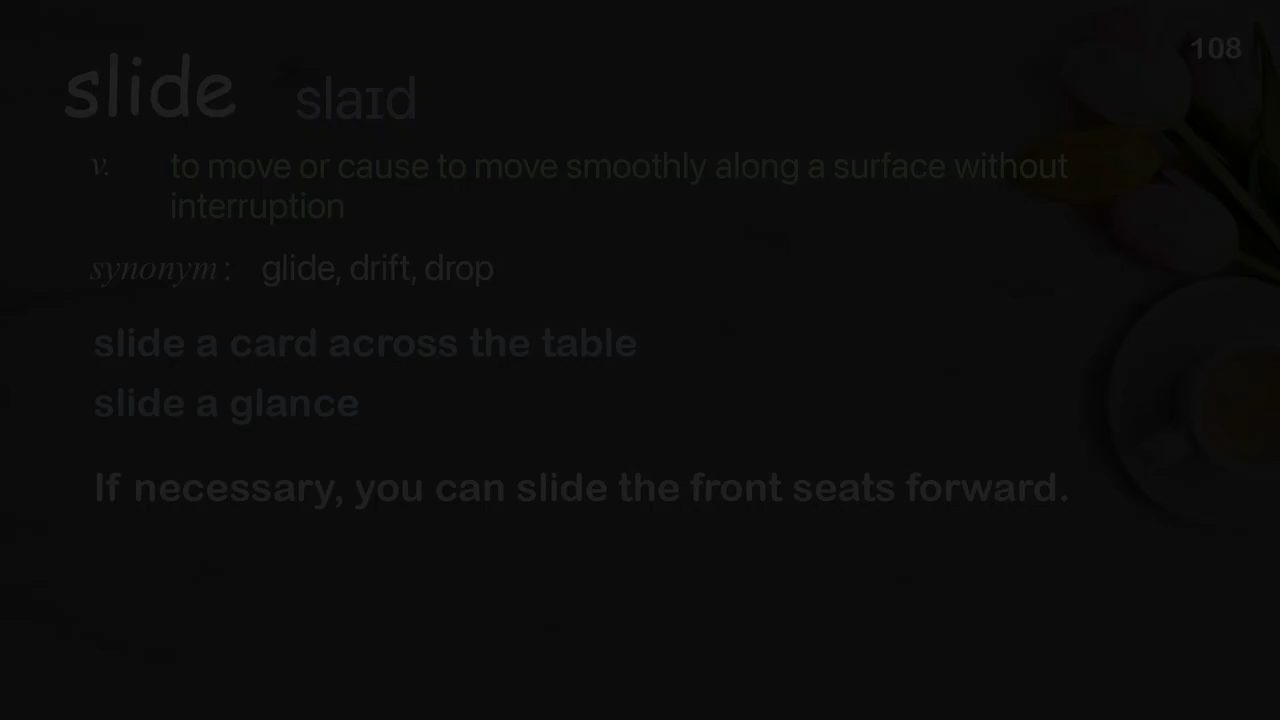 108
slide slaɪd
v. to move or cause to move smoothly along a surface without
interruption
synonym : glide, drift, drop
slide a card across the table
slide a glance
If necessary, you can slide the front seats forward.